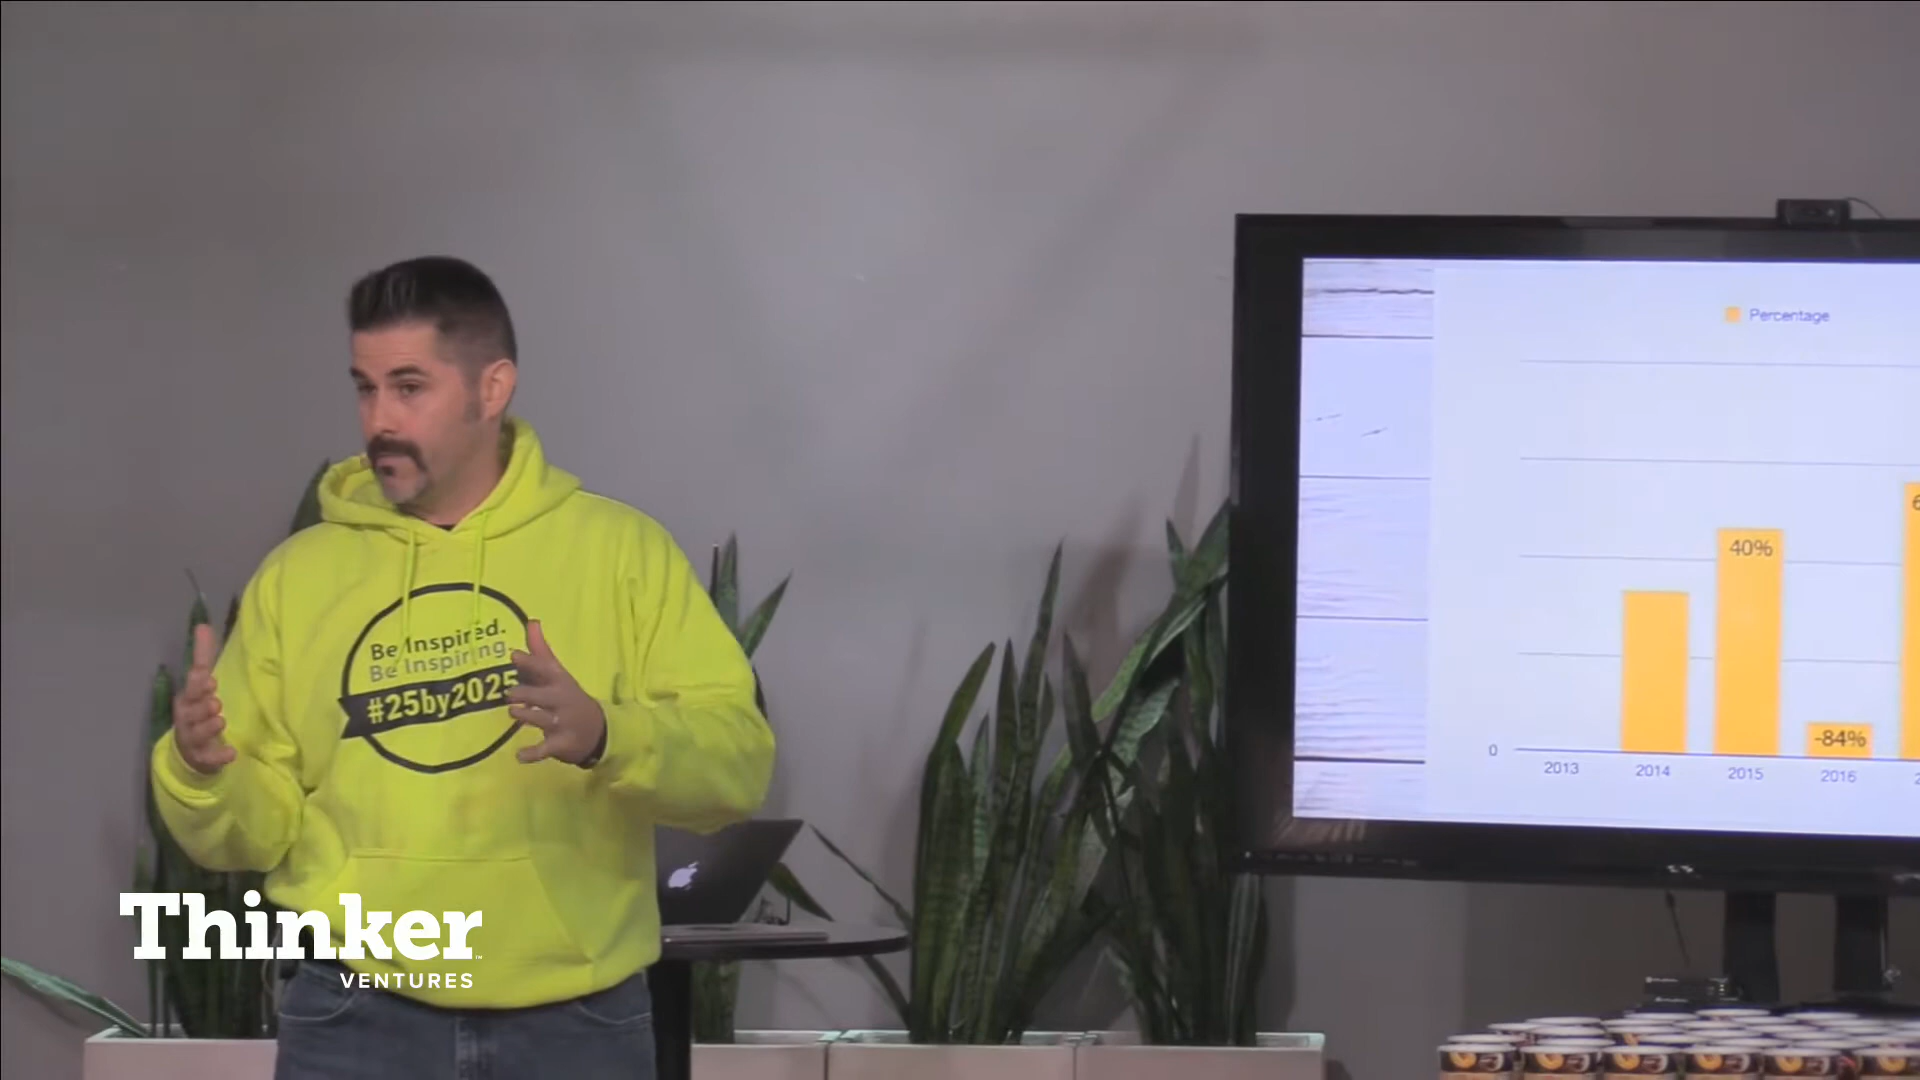 Be Inspired.
Be Inspiring.
#25by2025
Thinker
VENTURES
Percentage
40%
-84%
0
2013
2014
2015
2016